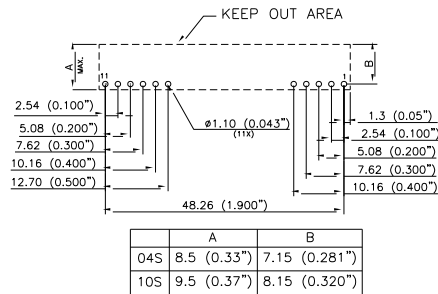 KEEP OUT AREA
A
MAX.
B
11
1
2.54 (0.100")
5.08 (0.200")
7.62 (0.300")
10.16 (0.400")
12.70 (0.500")
ø1.10 (0.043")
(11X)
1.3 (0.05")
2.54 (0.100")
5.08 (0.200")
7.62 (0.300")
10.16 (0.400")
48.26 (1.900")
A B
04S 8.5 (0.33") 7.15 (0.281")
10S 9.5 (0.37") 8.15 (0.320")